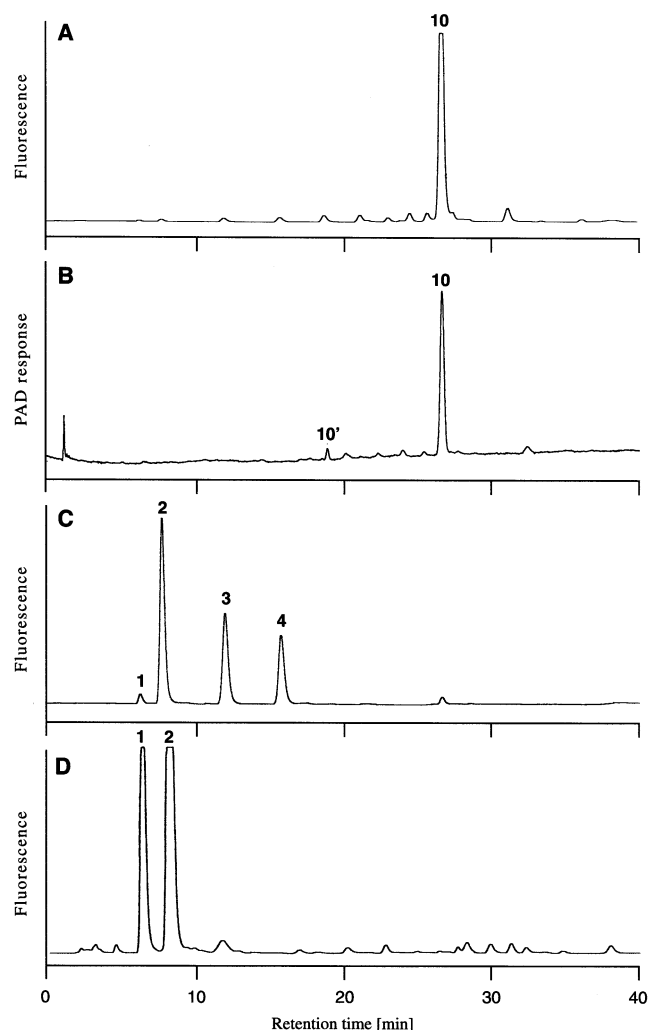 A
10
Fluorescence
B
10
10'
PAD response
C
2
3
4
1
Fluorescence
D
1 2
Fluorescence
0 10 20 30 40
Retention time [min]